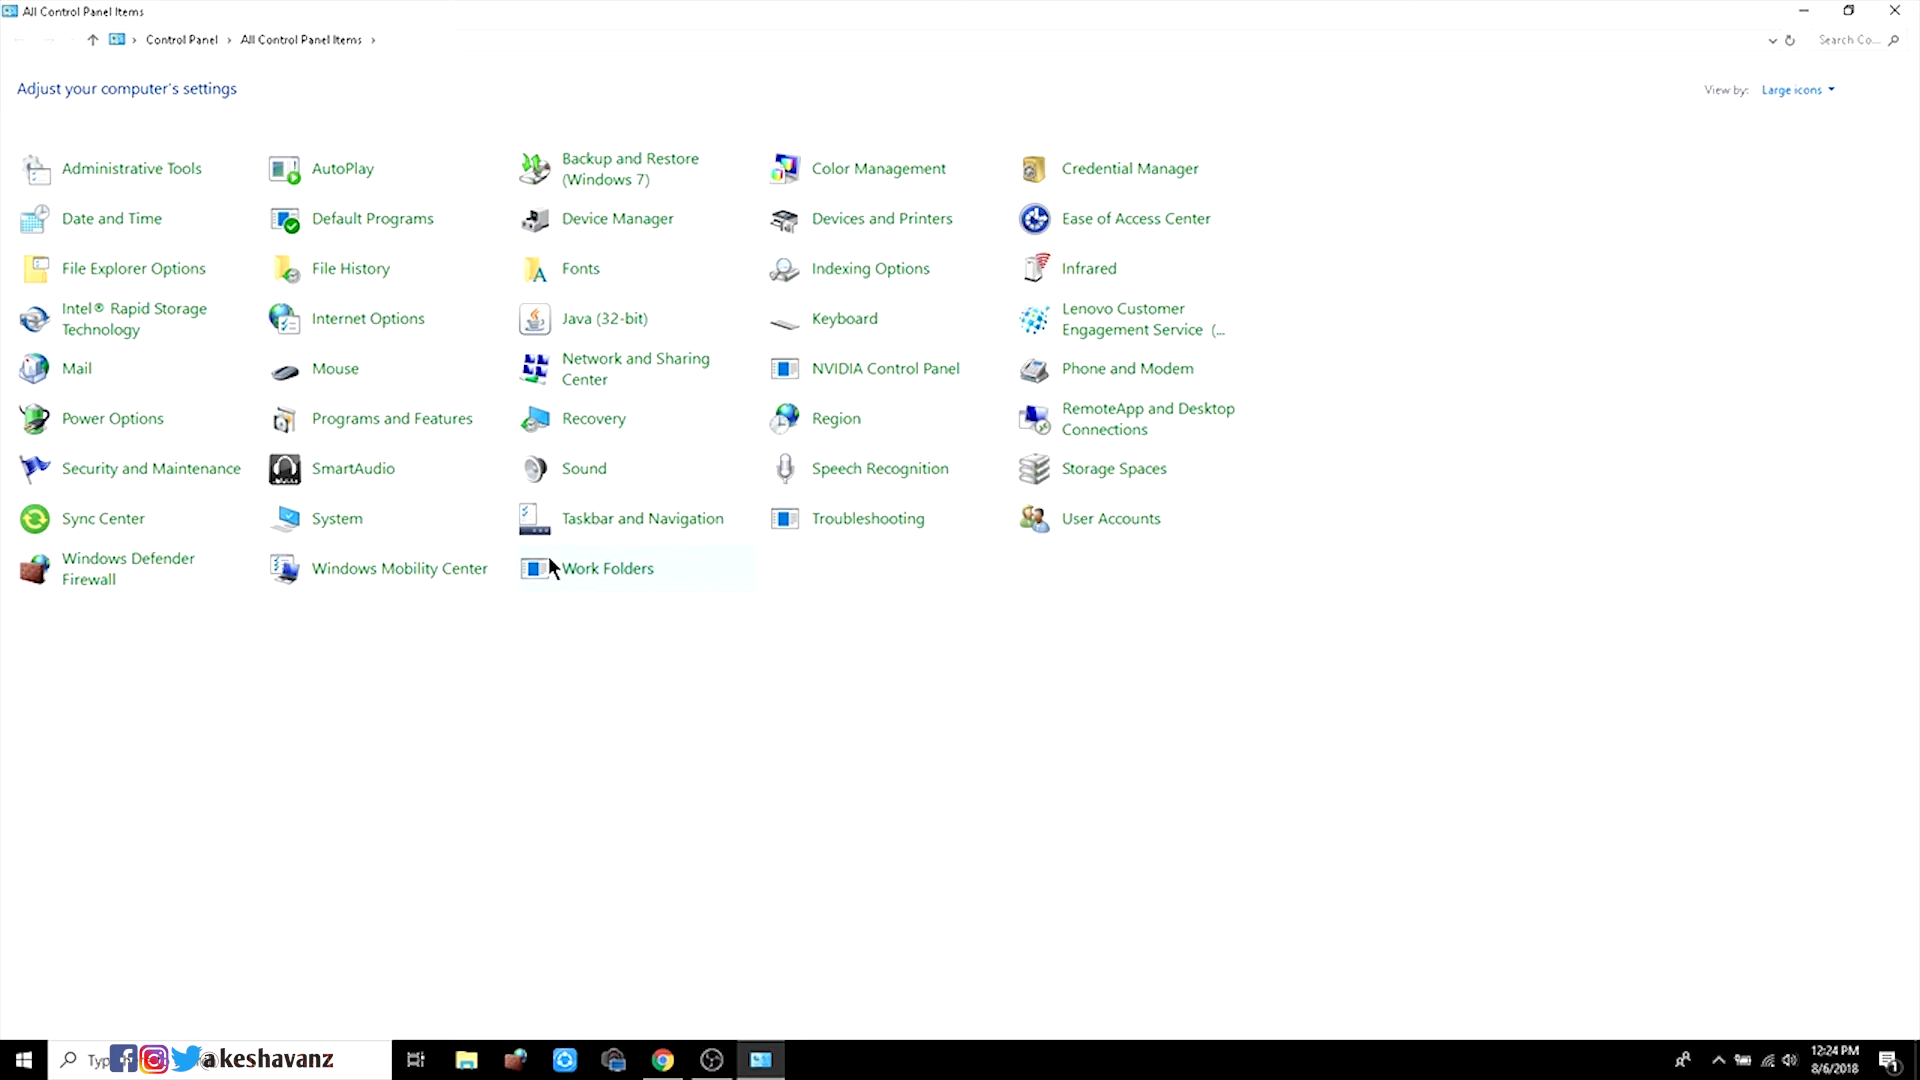 All Control Panel Items
Control Panel > All Control Panel Items >
Search Co...
Adjust your computer's settings
View by: Large icons
Administrative Tools
AutoPlay
Backup and Restore
(Windows 7)
Color Management
Credential Manager
Date and Time
Default Programs
Device Manager
Devices and Printers
Ease of Access Center
File Explorer Options
File History
Fonts
Indexing Options
Infrared
Intel® Rapid Storage
Technology
Internet Options
Java (32-bit)
Keyboard
Lenovo Customer
Engagement Service (...
Mail
Mouse
Network and Sharing
Center
NVIDIA Control Panel
Phone and Modem
Power Options
Programs and Features
Recovery
Region
RemoteApp and Desktop
Connections
Security and Maintenance
SmartAudio
Sound
Speech Recognition
Storage Spaces
Sync Center
System
Taskbar and Navigation
Troubleshooting
User Accounts
Windows Defender
Firewall
Windows Mobility Center
Work Folders
@keshavanz
12:24 PM
8/6/2018
1